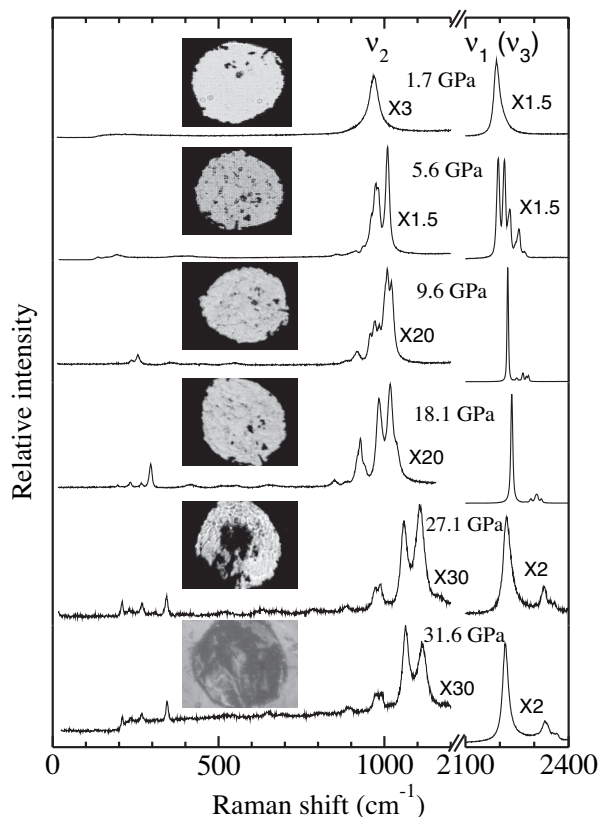 ν₂
ν₁ (ν₃)
1.7 GPa
X3
X1.5
5.6 GPa
X1.5
X1.5
9.6 GPa
X20
18.1 GPa
X20
27.1 GPa
X30
X2
31.6 GPa
X30
X2
Relative intensity
0 500 1000 2100 2400
Raman shift (cm⁻¹)